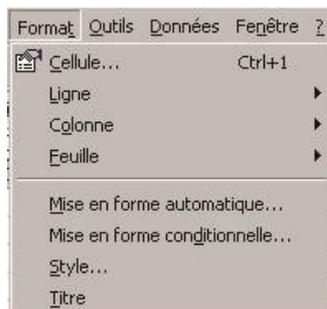 Format Outils Données Fenêtre ?
Cellule... Ctrl+1
Ligne
Colonne
Feuille
Mise en forme automatique...
Mise en forme conditionnelle...
Style...
Titre